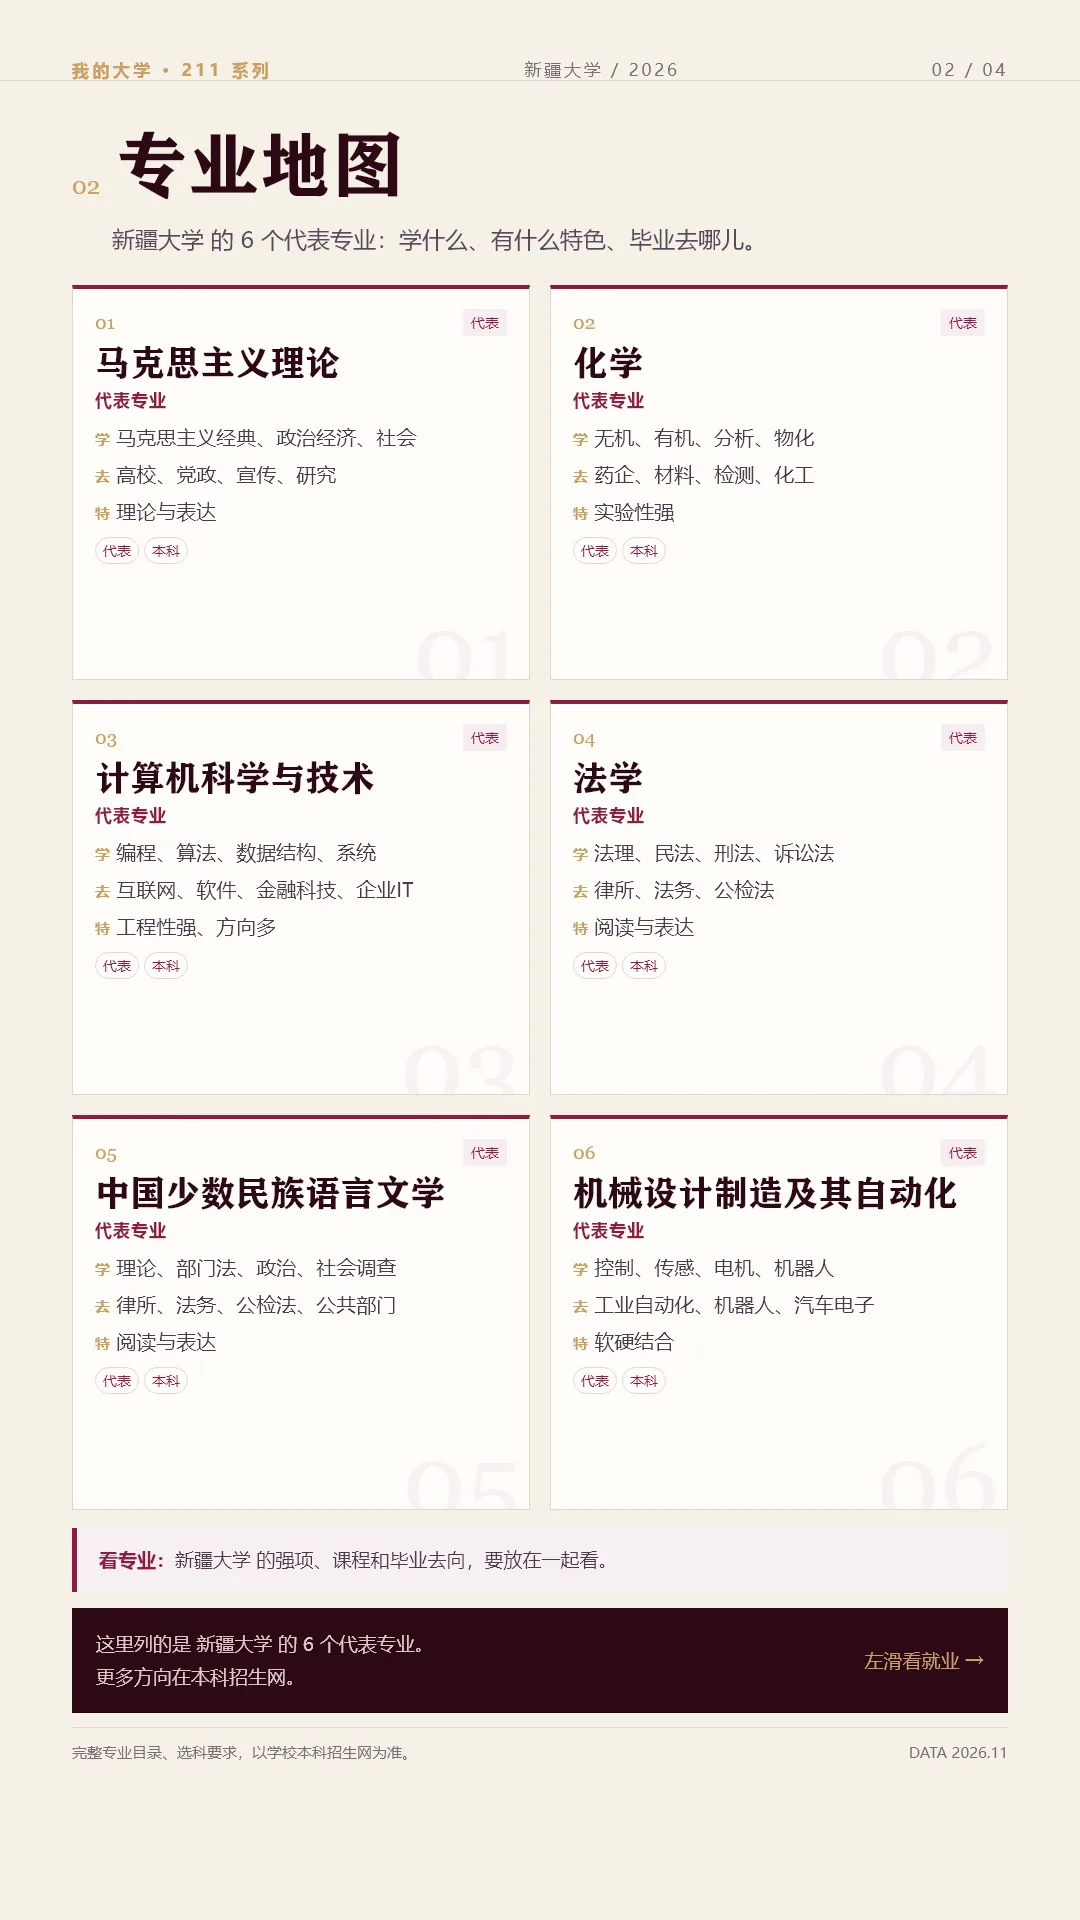 我的大学 • 211 系列
新疆大学 / 2026
02 / 04
02 专业地图
新疆大学 的 6 个代表专业：学什么、有什么特色、毕业去哪儿。
01
代表
马克思主义理论
代表专业
学 马克思主义经典、政治经济、社会
去 高校、党政、宣传、研究
特 理论与表达
代表 本科
01
02
代表
化学
代表专业
学 无机、有机、分析、物化
去 药企、材料、检测、化工
特 实验性强
代表 本科
02
03
代表
计算机科学与技术
代表专业
学 编程、算法、数据结构、系统
去 互联网、软件、金融科技、企业IT
特 工程性强、方向多
代表 本科
03
04
代表
法学
代表专业
学 法理、民法、刑法、诉讼法
去 律所、法务、公检法
特 阅读与表达
代表 本科
04
05
代表
中国少数民族语言文学
代表专业
学 理论、部门法、政治、社会调查
去 律所、法务、公检法、公共部门
特 阅读与表达
代表 本科
05
06
代表
机械设计制造及其自动化
代表专业
学 控制、传感、电机、机器人
去 工业自动化、机器人、汽车电子
特 软硬结合
代表 本科
06
看专业：新疆大学 的强项、课程和毕业去向，要放在一起看。
这里列的是 新疆大学 的 6 个代表专业。
更多方向在本科招生网。
左滑看就业 →
完整专业目录、选科要求，以学校本科招生网为准。
DATA 2026.11